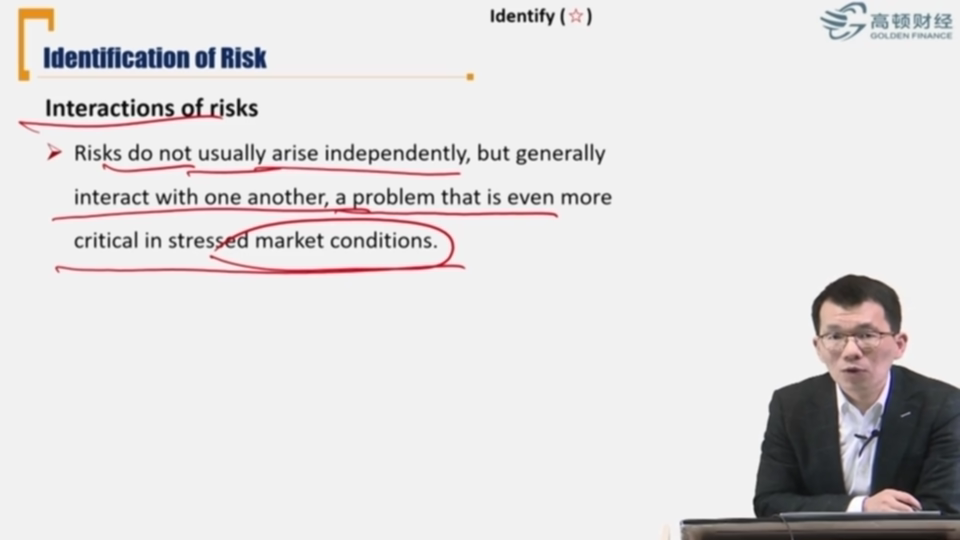 Identify (☆)
高顿财经
GOLDEN FINANCE
Identification of Risk
Interactions of risks
Risks do not usually arise independently, but generally
interact with one another, a problem that is even more
critical in stressed market conditions.